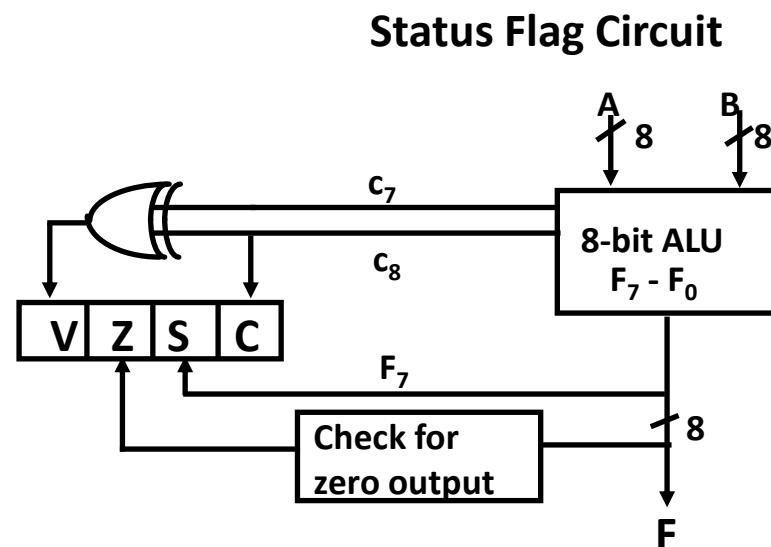 Status Flag Circuit
A
B
8
8
c₇
c₈
8-bit ALU
F₇ - F₀
V Z S C
F₇
8
Check for
zero output
F